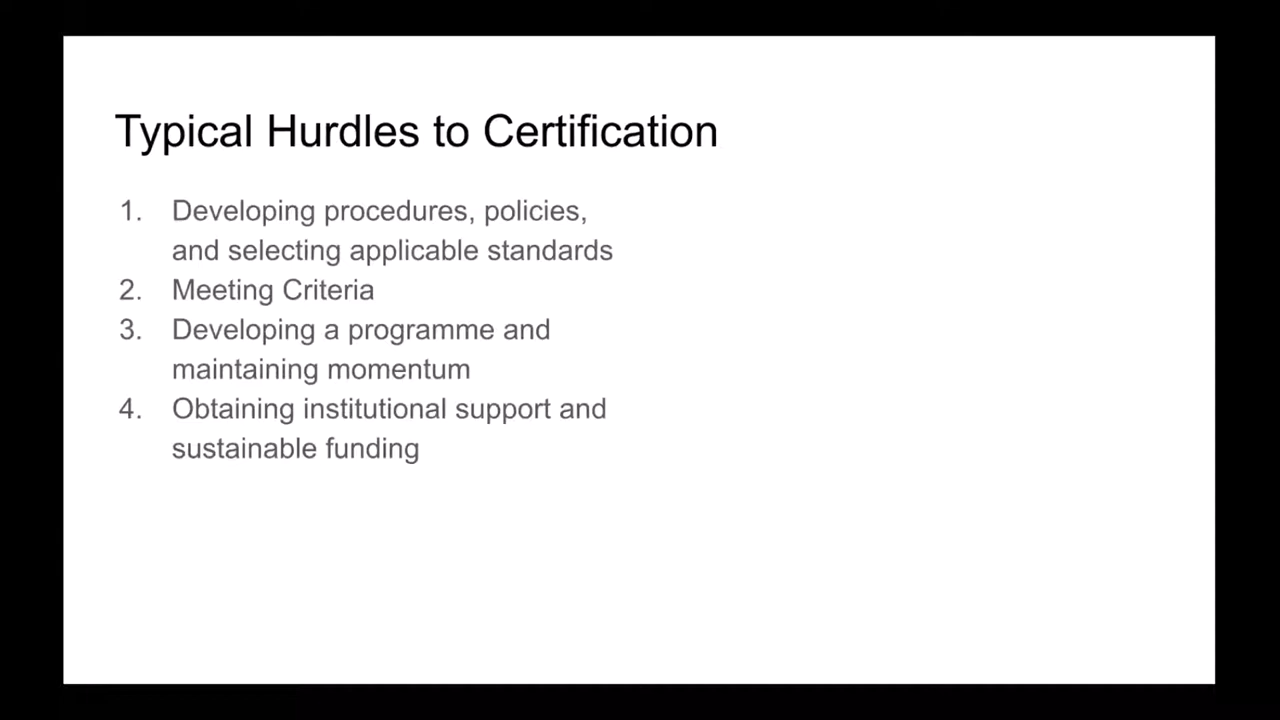 Typical Hurdles to Certification
1. Developing procedures, policies,
and selecting applicable standards
2. Meeting Criteria
3. Developing a programme and
maintaining momentum
4. Obtaining institutional support and
sustainable funding